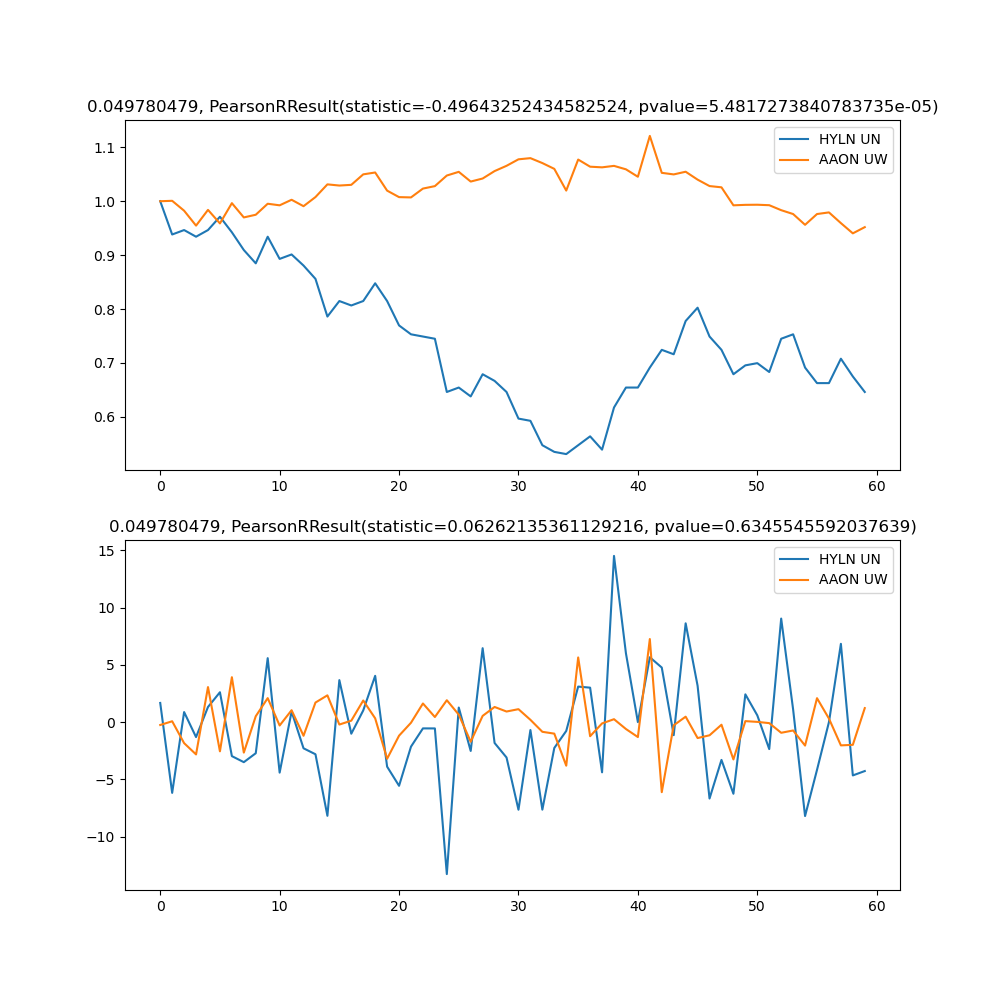 0.049780479, PearsonRResult(statistic=-0.49643252434582524, pvalue=5.4817273840783735e-05)
HYLN UN
AAON UW
1.1
1.0
0.9
0.8
0.7
0.6
0 10 20 30 40 50 60
0.049780479, PearsonRResult(statistic=0.06262135361129216, pvalue=0.6345545592037639)
HYLN UN
AAON UW
15
10
5
0
−5
−10
0 10 20 30 40 50 60